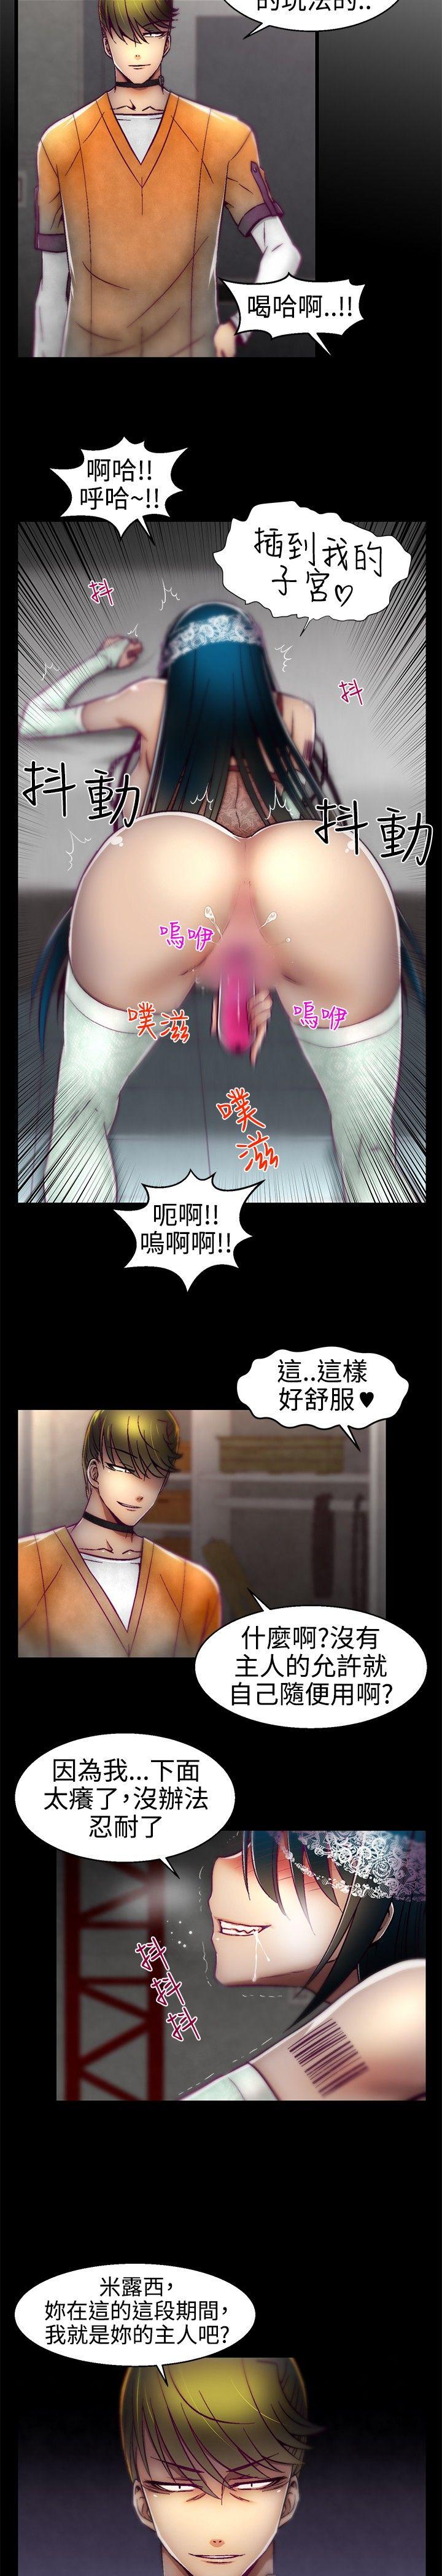 的玩法的..
喝哈啊..!!
啊哈!!
呼哈~!!
插到我的
子宮♡
抖
抖
抖動
抖動
嗚咿
嗚咿
噗滋
噗滋
呃啊!!
嗚啊啊!!
這..這樣
好舒服♥
什麼啊?沒有
主人的允許就
自己隨便用啊?
因為我...下面
太癢了,沒辦法
忍耐了
抖
抖
抖
米露西,
妳在這的這段期間,
我就是妳的主人吧?